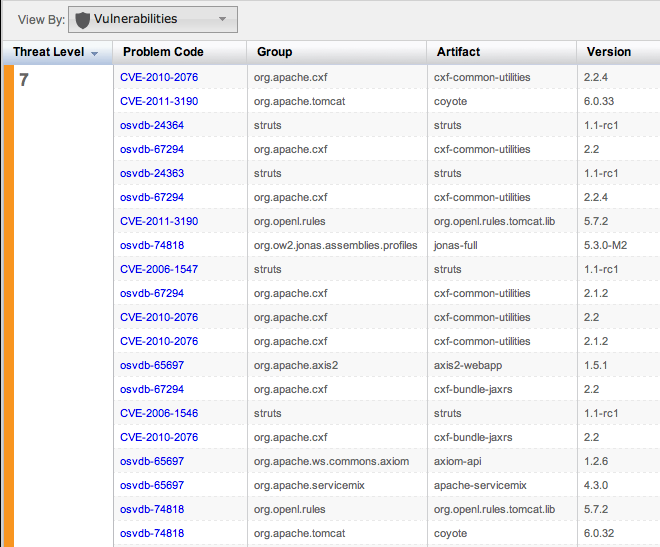 View By: Vulnerabilities
Threat Level Problem Code Group Artifact Version
7 CVE-2010-2076 org.apache.cxf cxf-common-utilities 2.2.4
CVE-2011-3190 org.apache.tomcat coyote 6.0.33
osvdb-24364 struts struts 1.1-rc1
osvdb-67294 org.apache.cxf cxf-common-utilities 2.2
osvdb-24363 struts struts 1.1-rc1
osvdb-67294 org.apache.cxf cxf-common-utilities 2.2.4
CVE-2011-3190 org.openl.rules org.openl.rules.tomcat.lib 5.7.2
osvdb-74818 org.ow2.jonas.assemblies.profiles jonas-full 5.3.0-M2
CVE-2006-1547 struts struts 1.1-rc1
osvdb-67294 org.apache.cxf cxf-common-utilities 2.1.2
CVE-2010-2076 org.apache.cxf cxf-common-utilities 2.2
CVE-2010-2076 org.apache.cxf cxf-common-utilities 2.1.2
osvdb-65697 org.apache.axis2 axis2-webapp 1.5.1
osvdb-67294 org.apache.cxf cxf-bundle-jaxrs 2.2
CVE-2006-1546 struts struts 1.1-rc1
CVE-2010-2076 org.apache.cxf cxf-bundle-jaxrs 2.2
osvdb-65697 org.apache.ws.commons.axiom axiom-api 1.2.6
osvdb-65697 org.apache.servicemix apache-servicemix 4.3.0
osvdb-74818 org.openl.rules org.openl.rules.tomcat.lib 5.7.2
osvdb-74818 org.apache.tomcat coyote 6.0.32